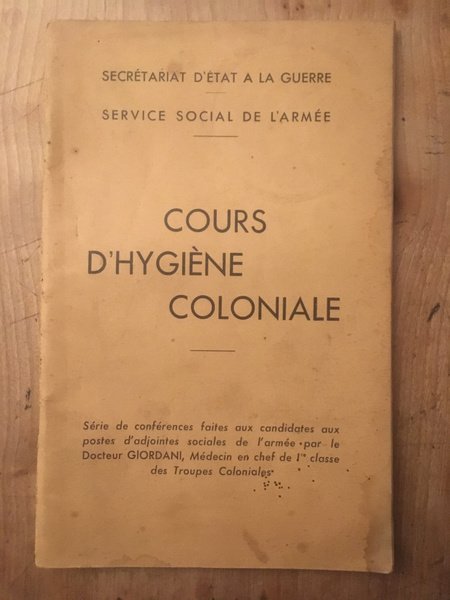 SECRÉTARIAT D'ÉTAT A LA GUERRE
SERVICE SOCIAL DE L'ARMÉE
COURS
D'HYGIÈNE
COLONIALE
Série de conférences faites aux candidates aux
postes d'adjointes sociales de l'armée par le
Docteur GIORDANI, Médecin en chef de 1re classe
des Troupes Coloniales